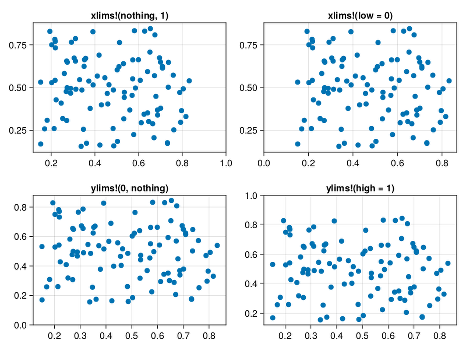 xlims!(nothing, 1)
0.75
0.50
0.25
0.2 0.4 0.6 0.8 1.0
xlims!(low = 0)
0.75
0.50
0.25
0.0 0.2 0.4 0.6 0.8
ylims!(0, nothing)
0.8
0.6
0.4
0.2
0.0
0.2 0.3 0.4 0.5 0.6 0.7 0.8
ylims!(high = 1)
1.0
0.8
0.6
0.4
0.2
0.2 0.3 0.4 0.5 0.6 0.7 0.8